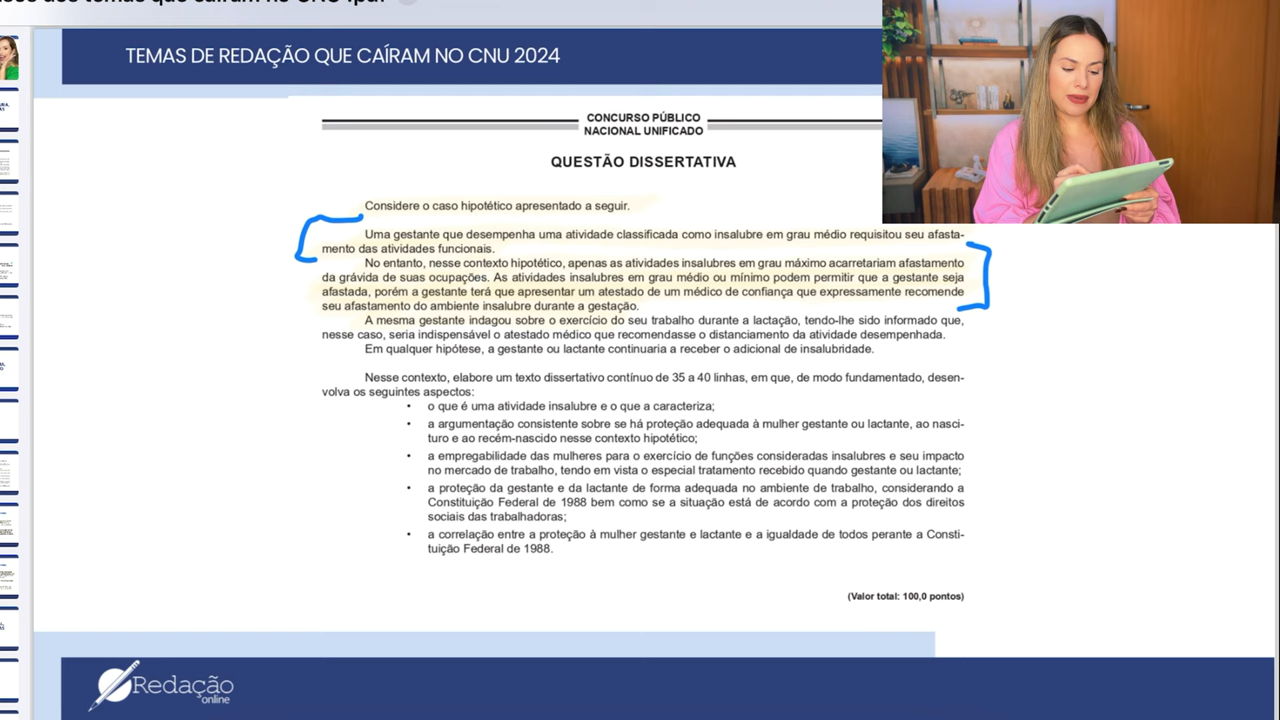 TEMAS DE REDAÇÃO QUE CAÍRAM NO CNU 2024
CONCURSO PÚBLICO
NACIONAL UNIFICADO
QUESTÃO DISSERTATIVA
Considere o caso hipotético apresentado a seguir.
Uma gestante que desempenha uma atividade classificada como insalubre em grau médio requisitou seu afasta-
mento das atividades funcionais.
No entanto, nesse contexto hipotético, apenas as atividades insalubres em grau máximo acarretariam afastamento
da grávida de suas ocupações. As atividades insalubres em grau médio ou mínimo podem permitir que a gestante seja
afastada, porém a gestante terá que apresentar um atestado de um médico de confiança que expressamente recomende
seu afastamento do ambiente insalubre durante a gestação.
A mesma gestante indagou sobre o exercício do seu trabalho durante a lactação, tendo-lhe sido informado que,
nesse caso, seria indispensável o atestado médico que recomendasse o distanciamento da atividade desempenhada.
Em qualquer hipótese, a gestante ou lactante continuaria a receber o adicional de insalubridade.
Nesse contexto, elabore um texto dissertativo contínuo de 35 a 40 linhas, em que, de modo fundamentado, desen-
volva os seguintes aspectos:
• o que é uma atividade insalubre e o que a caracteriza;
• a argumentação consistente sobre se há proteção adequada à mulher gestante ou lactante, ao nasci-
turo e ao recém-nascido nesse contexto hipotético;
• a empregabilidade das mulheres para o exercício de funções consideradas insalubres e seu impacto
no mercado de trabalho, tendo em vista o especial tratamento recebido quando gestante ou lactante;
• a proteção da gestante e da lactante de forma adequada no ambiente de trabalho, considerando a
Constituição Federal de 1988 bem como se a situação está de acordo com a proteção dos direitos
sociais das trabalhadoras;
• a correlação entre a proteção à mulher gestante e lactante e a igualdade de todos perante a Consti-
tuição Federal de 1988.
(Valor total: 100,0 pontos)
Redação
online